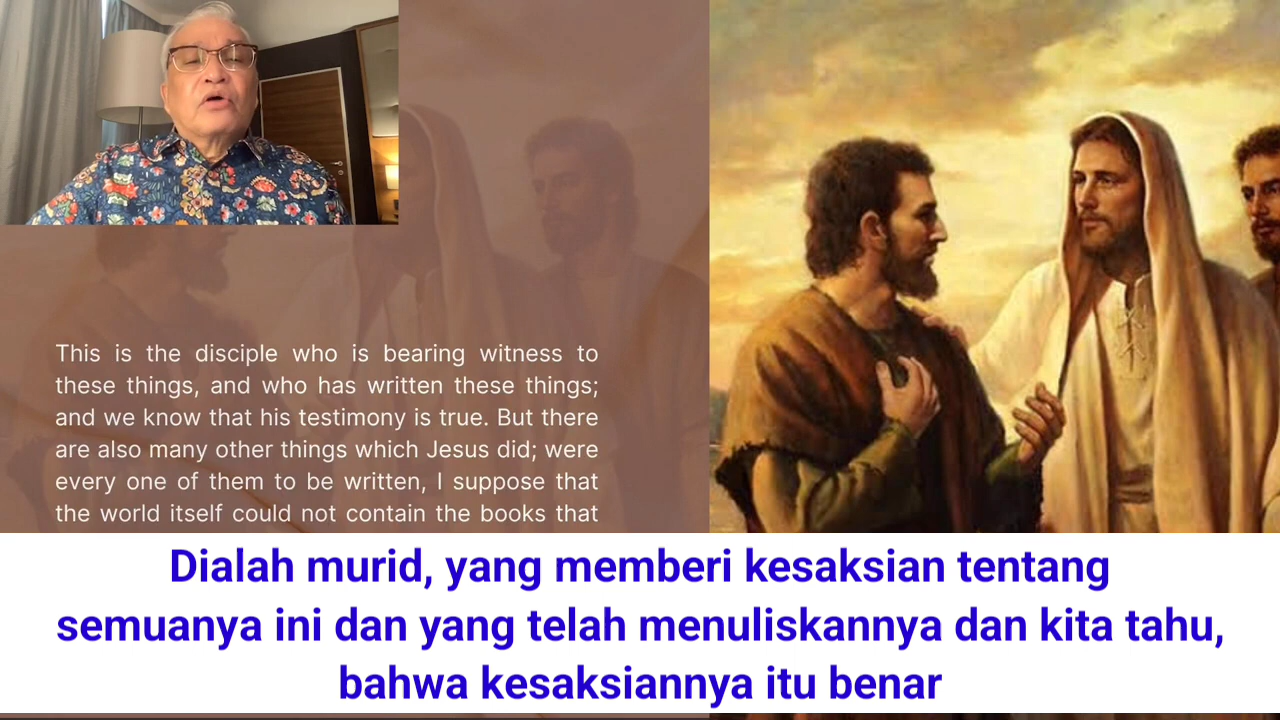 This is the disciple who is bearing witness to
these things, and who has written these things;
and we know that his testimony is true. But there
are also many other things which Jesus did; were
every one of them to be written, I suppose that
the world itself could not contain the books that
Dialah murid, yang memberi kesaksian tentang
semuanya ini dan yang telah menuliskannya dan kita tahu,
bahwa kesaksiannya itu benar